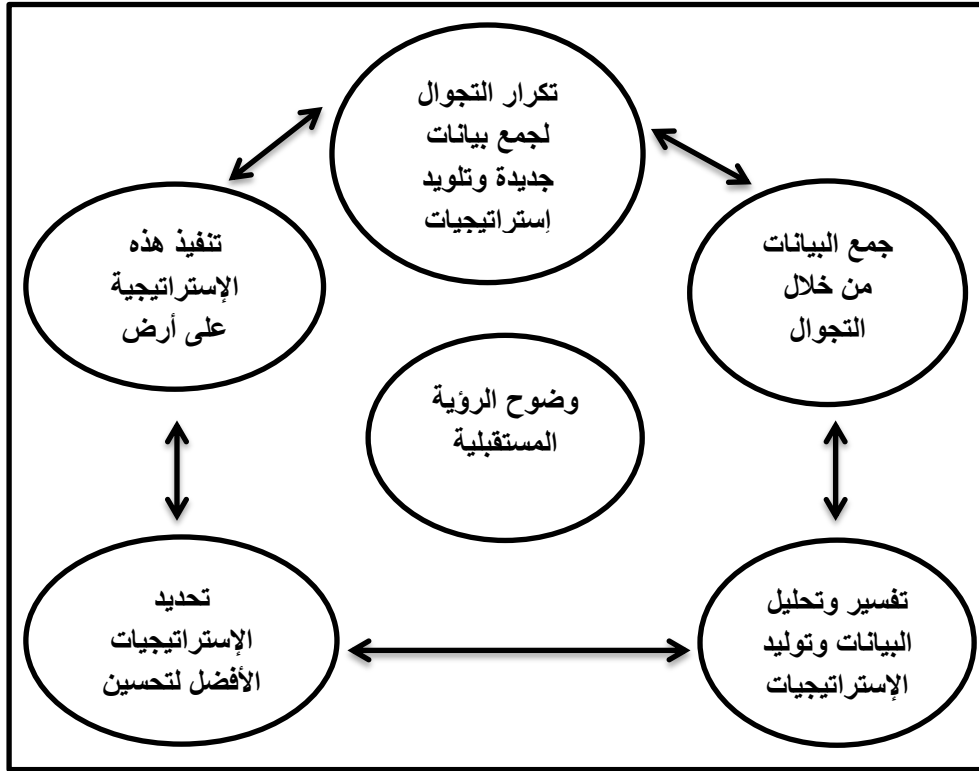 تكرار التجوال
لجمع بيانات
جديدة وتلويد
إستراتيجيات
جمع البيانات
من خلال
التجوال
تفسير وتحليل
البيانات وتوليد
الإستراتيجيات
تحديد
الإستراتيجيات
الأفضل لتحسين
تنفيذ هذه
الإستراتيجية
على أرض
وضوح الرؤية
المستقبلية